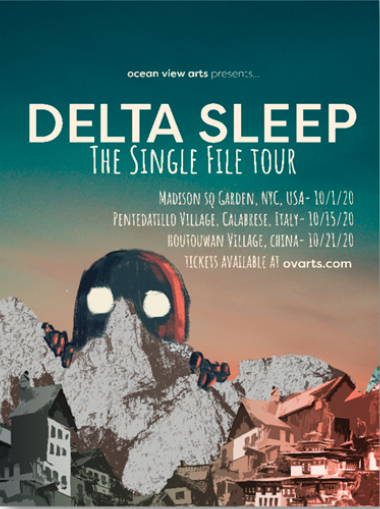 ocean view arts presents...
DELTA SLEEP
THE SINGLE FILE TOUR
MADISON SQ GARDEN, NYC, USA- 10/1/20
PENTEDATILLO VILLAGE, CALABRESE, ITALY- 10/15/20
HOUTOUWAN VILLAGE, CHINA- 10/21/20
TICKETS AVAILABLE AT ovarts.com